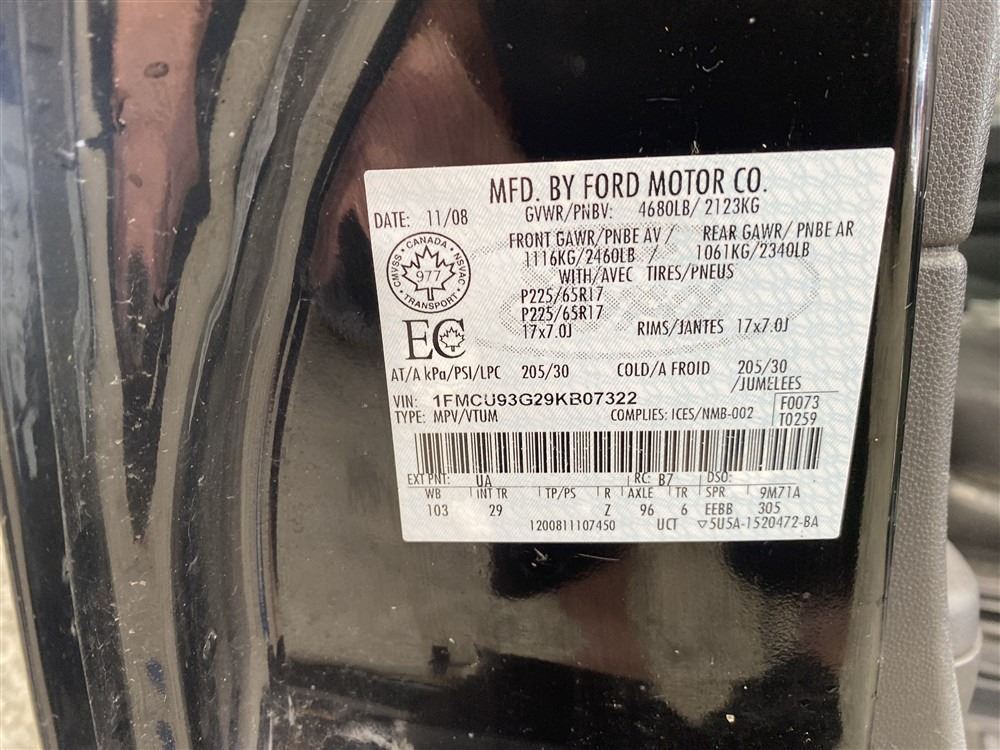 MFD. BY FORD MOTOR CO.
DATE: 11/08
GVWR/PNBV: 4680LB/ 2123KG
FRONT GAWR/PNBE AV / REAR GAWR/ PNBE AR
1116KG/2460LB / 1061KG/2340LB
WITH/AVEC TIRES/PNEUS
CMVSS · CANADA · NSVAC
977
TRANSPORT
P225/65R17
P225/65R17
17x7.0J RIMS/JANTES 17x7.0J
EC
AT/A kPa/PSI/LPC 205/30 COLD/A FROID 205/30
/JUMELEES
VIN: 1FMCU93G29KB07322
F0073
TYPE: MPV/VTUM COMPLIES: ICES/NMB-002
T0259
EXT PNT: UA RC: B7 DSO:
WB INT TR TP/PS R AXLE TR SPR 9M71A
103 29 Z 96 6 EEBB 305
1200811107450 UCT ▽5U5A-1520472-BA